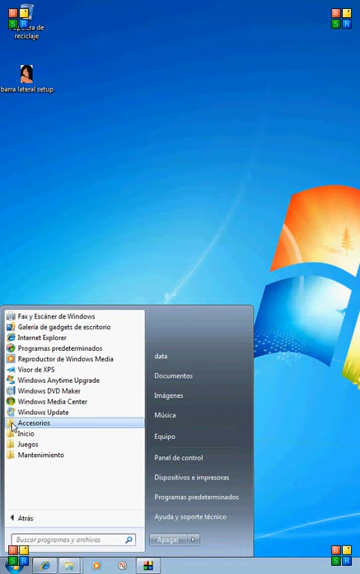 Papelera de
reciclaje
barra lateral setup
Fax y Escáner de Windows
Galería de gadgets de escritorio
Internet Explorer
Programas predeterminados
Reproductor de Windows Media
Visor de XPS
Windows Anytime Upgrade
Windows DVD Maker
Windows Media Center
Windows Update
Accesorios
Inicio
Juegos
Mantenimiento
Atrás
Buscar programas y archivos
data
Documentos
Imágenes
Música
Equipo
Panel de control
Dispositivos e impresoras
Programas predeterminados
Ayuda y soporte técnico
Apagar